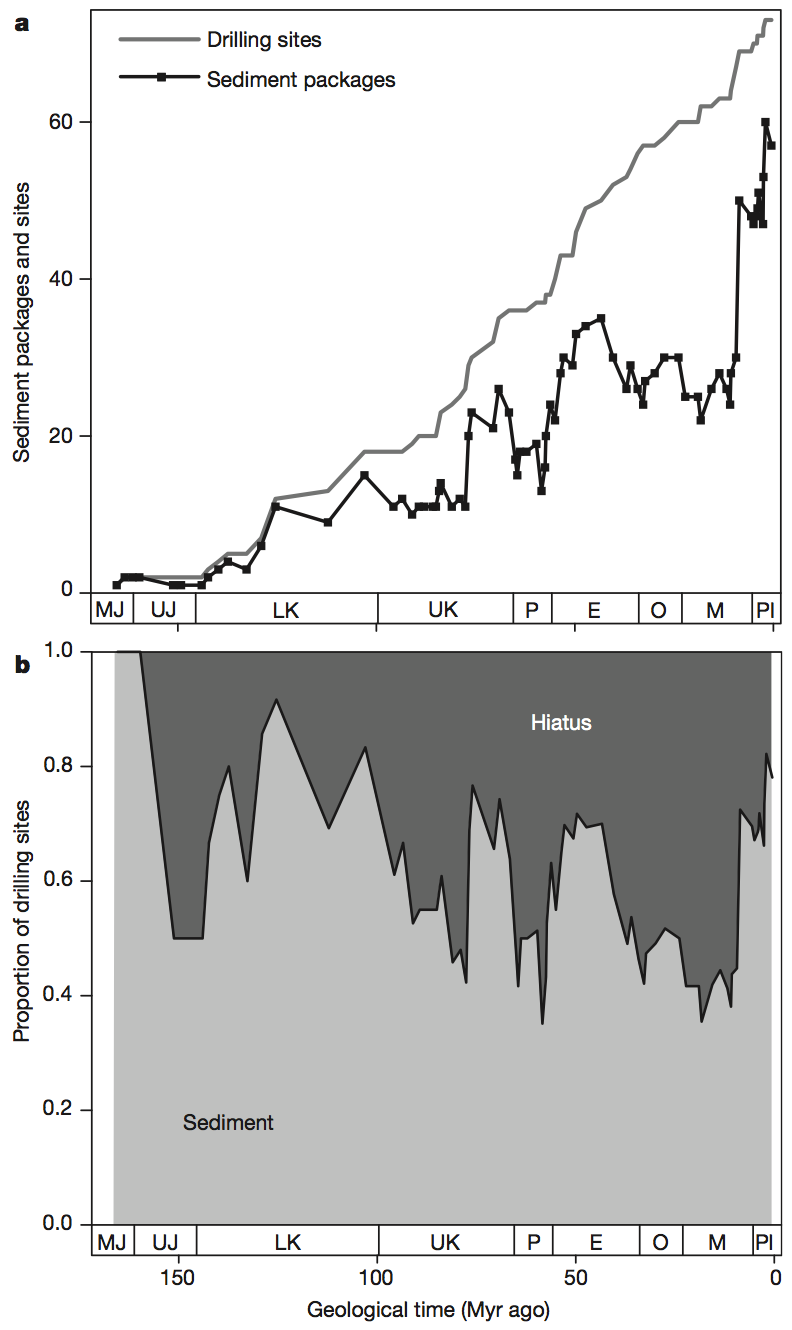 a
Drilling sites
Sediment packages
Sediment packages and sites
60
40
20
0
MJ UJ LK UK P E O M Pl
b
1.0
0.8
0.6
0.4
0.2
0.0
Proportion of drilling sites
Hiatus
Sediment
MJ UJ LK UK P E O M Pl
150 100 50 0
Geological time (Myr ago)